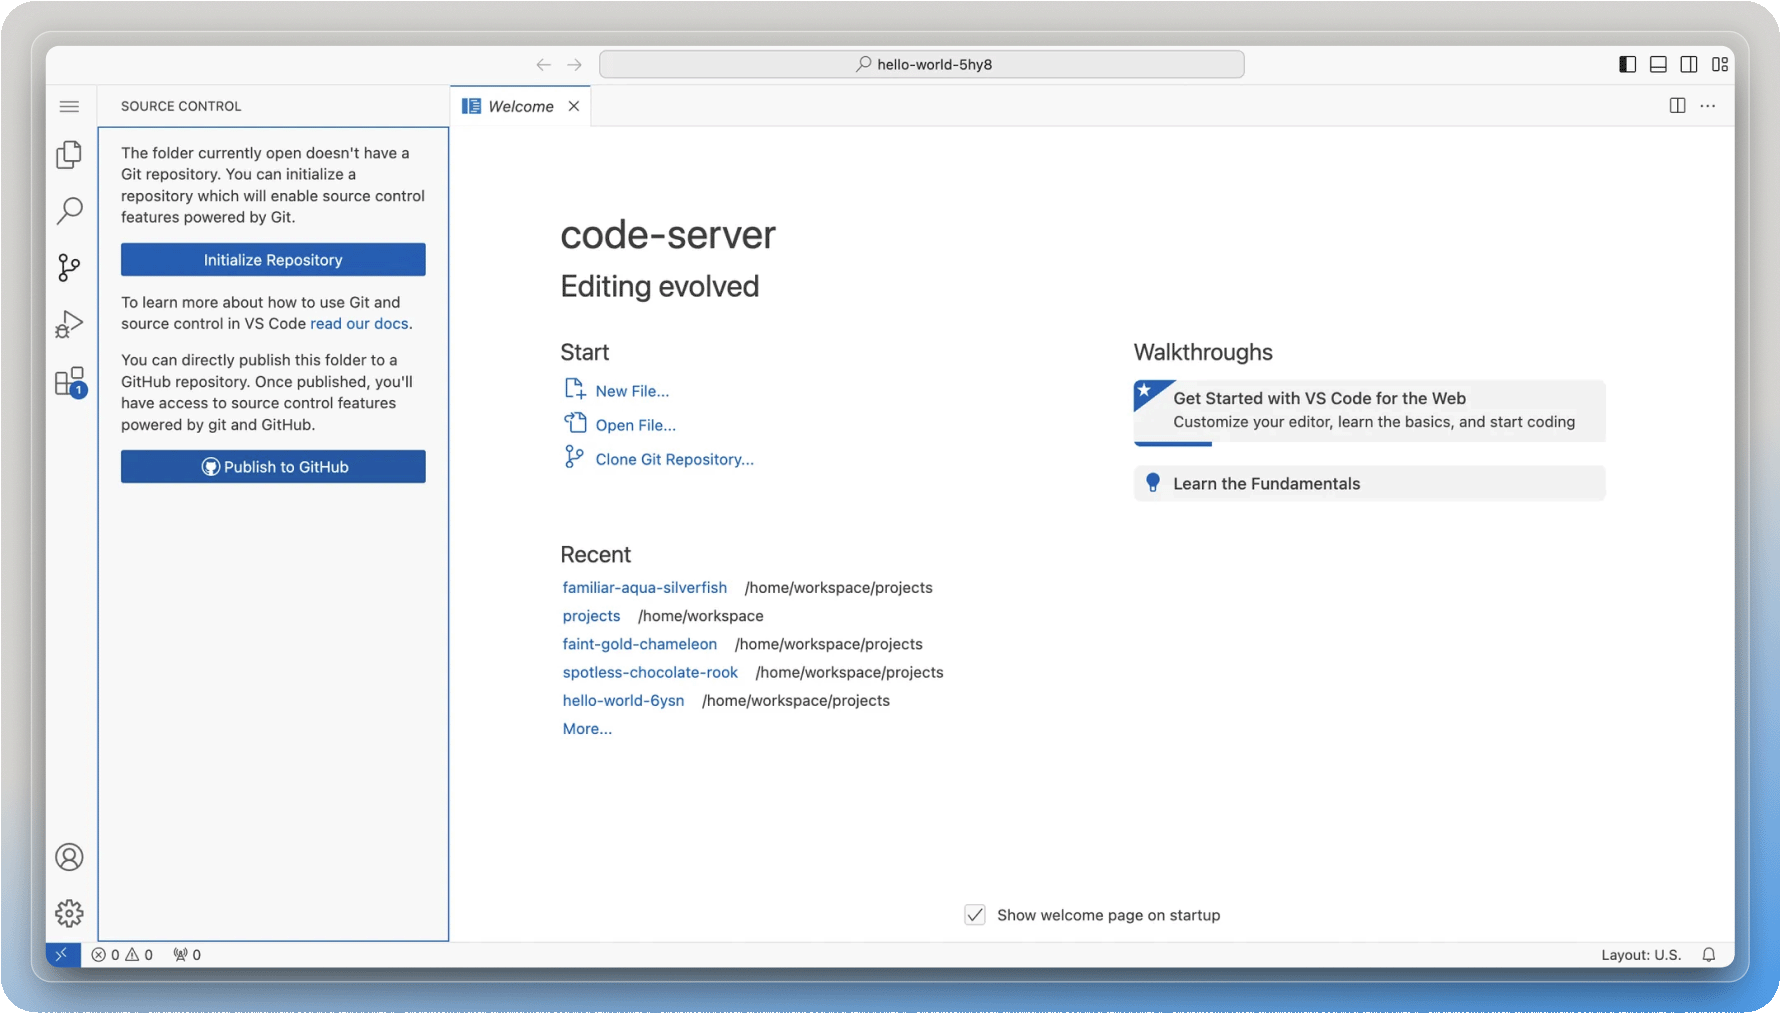 hello-world-5hy8
SOURCE CONTROL
Welcome
The folder currently open doesn't have a
Git repository. You can initialize a
repository which will enable source control
features powered by Git.
Initialize Repository
To learn more about how to use Git and
source control in VS Code read our docs.
You can directly publish this folder to a
GitHub repository. Once published, you'll
have access to source control features
powered by git and GitHub.
Publish to GitHub
1
code-server
Editing evolved
Start
New File...
Open File...
Clone Git Repository...
Recent
familiar-aqua-silverfish /home/workspace/projects
projects /home/workspace
faint-gold-chameleon /home/workspace/projects
spotless-chocolate-rook /home/workspace/projects
hello-world-6ysn /home/workspace/projects
More...
Walkthroughs
Get Started with VS Code for the Web
Customize your editor, learn the basics, and start coding
Learn the Fundamentals
Show welcome page on startup
0 0 0
Layout: U.S.